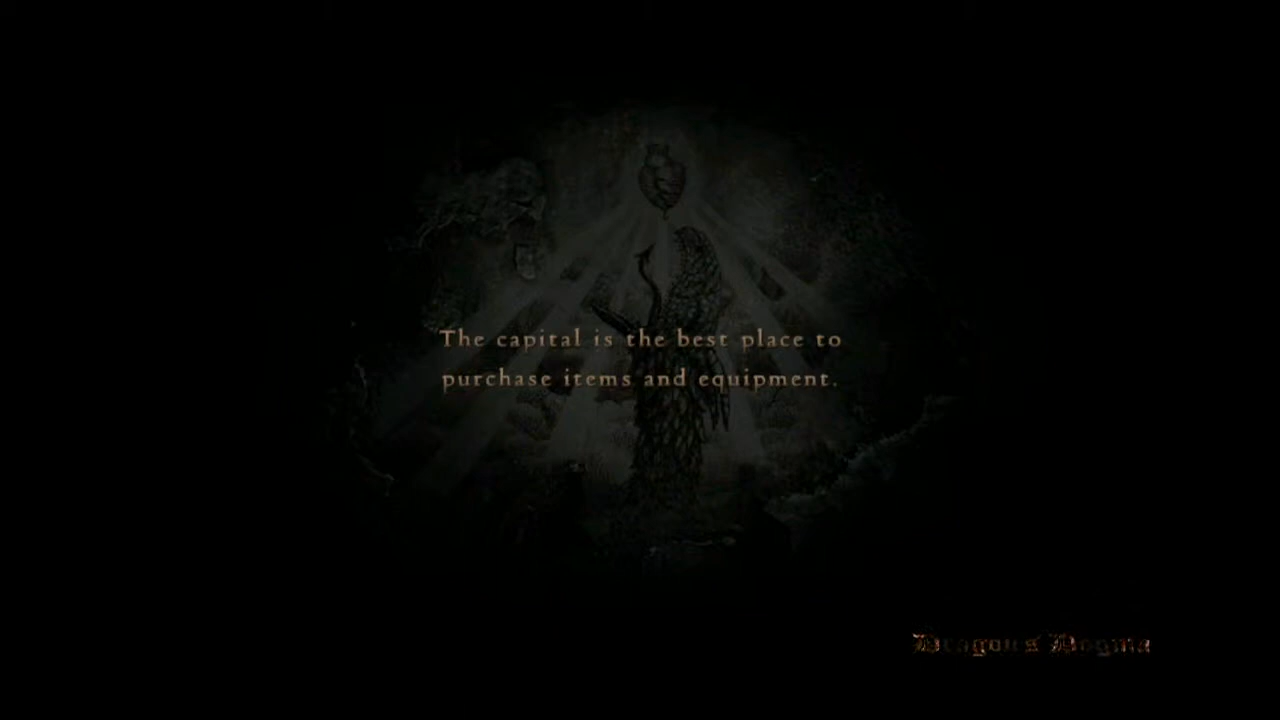 The capital is the best place to
purchase items and equipment.
Dragon's Dogma